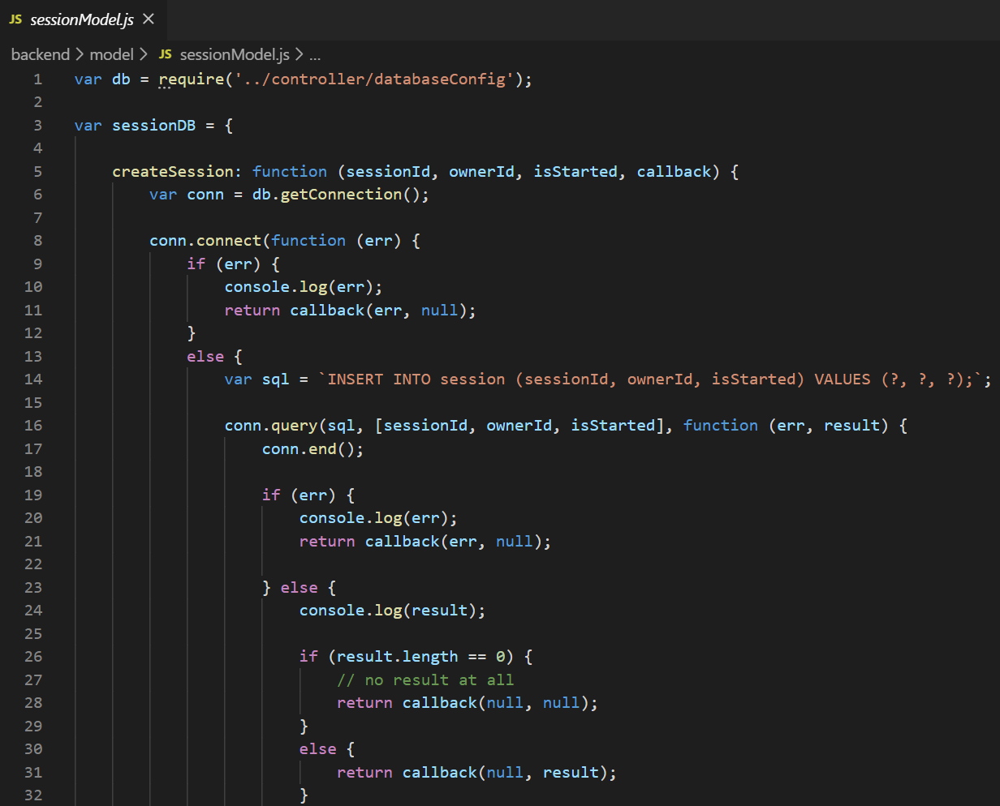 JS sessionModel.js ×
backend > model > JS sessionModel.js > ...
1 var db = require('../controller/databaseConfig');
2
3 var sessionDB = {
4
5 createSession: function (sessionId, ownerId, isStarted, callback) {
6 var conn = db.getConnection();
7
8 conn.connect(function (err) {
9 if (err) {
10 console.log(err);
11 return callback(err, null);
12 }
13 else {
14 var sql = `INSERT INTO session (sessionId, ownerId, isStarted) VALUES (?, ?, ?);`;
15
16 conn.query(sql, [sessionId, ownerId, isStarted], function (err, result) {
17 conn.end();
18
19 if (err) {
20 console.log(err);
21 return callback(err, null);
22
23 } else {
24 console.log(result);
25
26 if (result.length == 0) {
27 // no result at all
28 return callback(null, null);
29 }
30 else {
31 return callback(null, result);
32 }